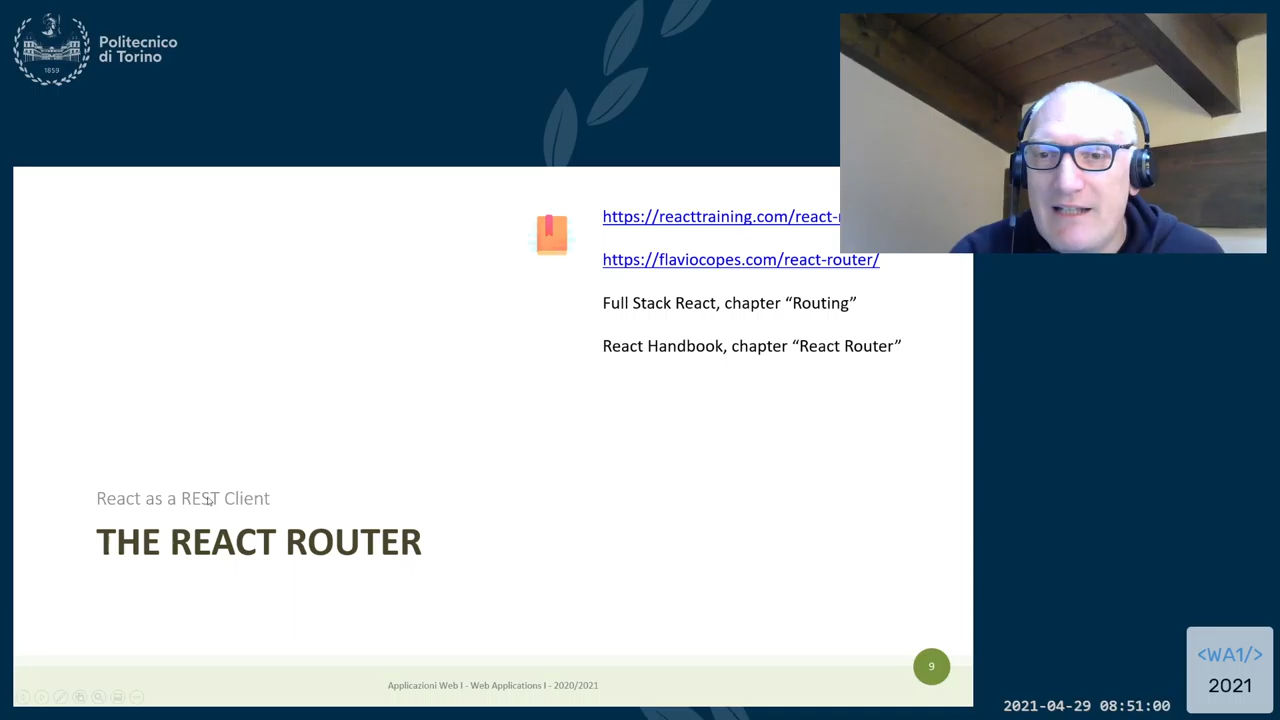 Politecnico
di Torino
1859
https://reacttraining.com/react-
https://flaviocopes.com/react-router/
Full Stack React, chapter “Routing”
React Handbook, chapter “React Router”
React as a REST Client
THE REACT ROUTER
9
Applicazioni Web I - Web Applications I - 2020/2021
<WA1/>
2021
2021-04-29 08:51:00